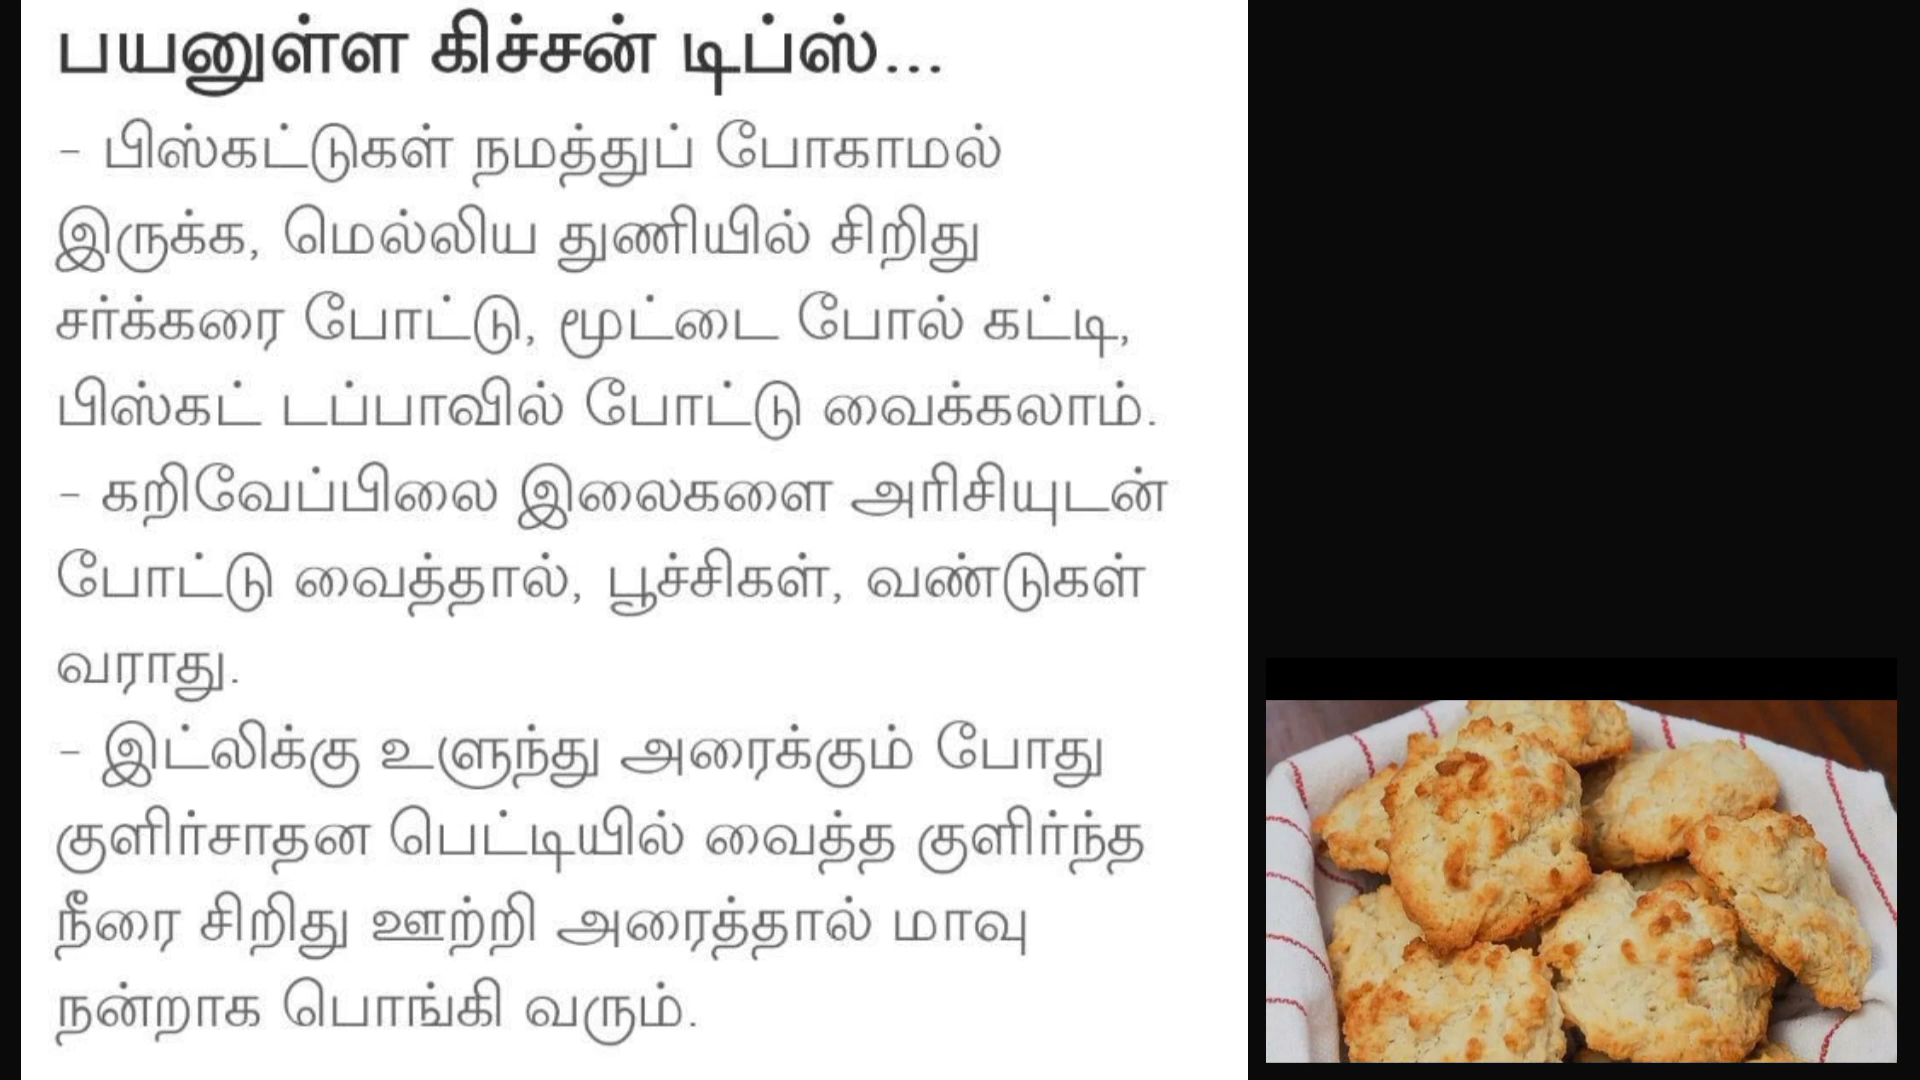 பயனுள்ள கிச்சன் டிப்ஸ்...
- பிஸ்கட்டுகள் நமத்துப் போகாமல்
இருக்க, மெல்லிய துணியில் சிறிது
சர்க்கரை போட்டு, மூட்டை போல் கட்டி,
பிஸ்கட் டப்பாவில் போட்டு வைக்கலாம்.
- கறிவேப்பிலை இலைகளை அரிசியுடன்
போட்டு வைத்தால், பூச்சிகள், வண்டுகள்
வராது.
- இட்லிக்கு உளுந்து அரைக்கும் போது
குளிர்சாதன பெட்டியில் வைத்த குளிர்ந்த
நீரை சிறிது ஊற்றி அரைத்தால் மாவு
நன்றாக பொங்கி வரும்.